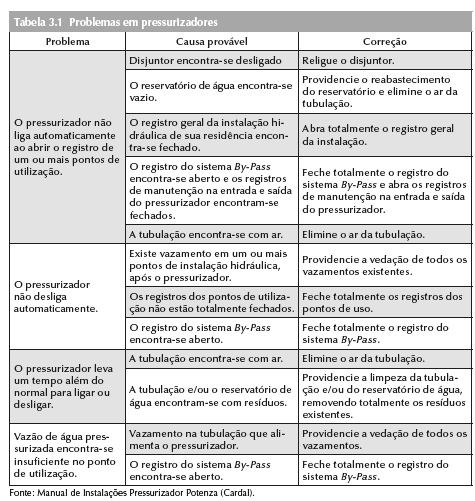 Tabela 3.1 Problemas em pressurizadores
Problema
Causa provável
Correção
O pressurizador não
liga automaticamente
ao abrir o registro de
um ou mais pontos de
utilização.
Disjuntor encontra-se desligado
Religue o disjuntor.
O reservatório de água encontra-se
vazio.
Providencie o reabastecimento
do reservatório e elimine o ar da
tubulação.
O registro geral da instalação hi-
dráulica de sua residência encon-
tra-se fechado.
Abra totalmente o registro geral
da instalação.
O registro do sistema By-Pass
encontra-se aberto e os registros
de manutenção na entrada e saída
do pressurizador encontram-se
fechados.
Feche totalmente o registro do
sistema By-Pass e abra os registros
de manutenção na entrada e saída
do pressurizador.
A tubulação encontra-se com ar.
Elimine o ar da tubulação.
O pressurizador
não desliga
automaticamente.
Existe vazamento em um ou mais
pontos de instalação hidráulica,
após o pressurizador.
Providencie a vedação de todos os
vazamentos existentes.
Os registros dos pontos de utiliza-
ção não estão totalmente fechados.
Feche totalmente os registros dos
pontos de uso.
O registro do sistema By-Pass
encontra-se aberto.
Feche totalmente o registro do
sistema By-Pass.
O pressurizador leva
um tempo além do
normal para ligar ou
desligar.
A tubulação encontra-se com ar.
Elimine o ar da tubulação.
A tubulação e/ou o reservatório de
água encontram-se com resíduos.
Providencie a limpeza da tubula-
ção e/ou do reservatório de água,
removendo totalmente os resíduos
existentes.
Vazão de água pres-
surizada encontra-se
insuficiente no ponto
de utilização.
Vazamento na tubulação que ali-
menta o pressurizador.
Providencie a vedação de todos os
vazamentos.
O registro do sistema By-Pass
encontra-se aberto.
Feche totalmente o registro do
sistema By-Pass.
Fonte: Manual de Instalações Pressurizador Potenza (Cardal).